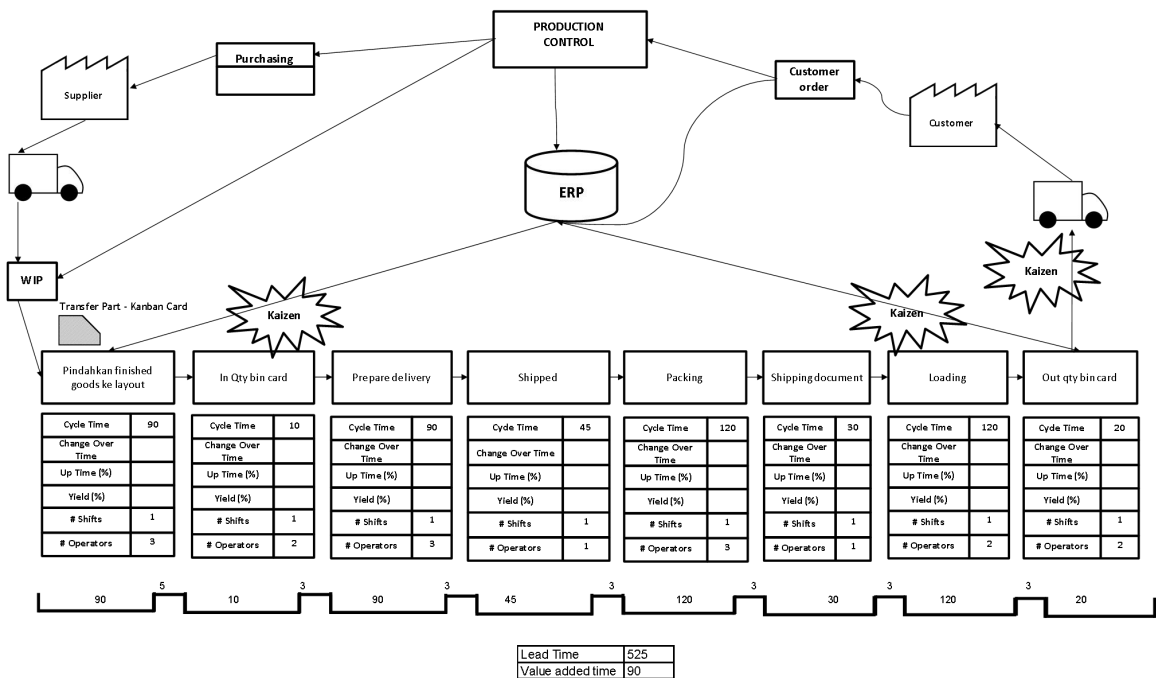 PRODUCTION
CONTROL
Purchasing
Customer
order
Supplier
Customer
ERP
WIP
Transfer Part - Kanban Card
Kaizen
Kaizen
Kaizen
Pindahkan finished
goods ke layout
In Qty bin card
Prepare delivery
Shipped
Packing
Shipping document
Loading
Out qty bin card
Cycle Time 90
Change Over
Time
Up Time (%)
Yield (%)
# Shifts 1
# Operators 3
Cycle Time 10
Change Over
Time
Up Time (%)
Yield (%)
# Shifts 1
# Operators 2
Cycle Time 90
Change Over
Time
Up Time (%)
Yield (%)
# Shifts 1
# Operators 3
Cycle Time 45
Change Over Time
Up Time (%)
Yield (%)
# Shifts 1
# Operators 1
Cycle Time 120
Change Over
Time
Up Time (%)
Yield (%)
# Shifts 1
# Operators 3
Cycle Time 30
Change Over
Time
Up Time (%)
Yield (%)
# Shifts 1
# Operators 1
Cycle Time 120
Change Over
Time
Up Time (%)
Yield (%)
# Shifts 1
# Operators 2
Cycle Time 20
Change Over
Time
Up Time (%)
Yield (%)
# Shifts 1
# Operators 2
5 3 3 3 3 3 3
90 10 90 45 120 30 120 20
Lead Time 525
Value added time 90